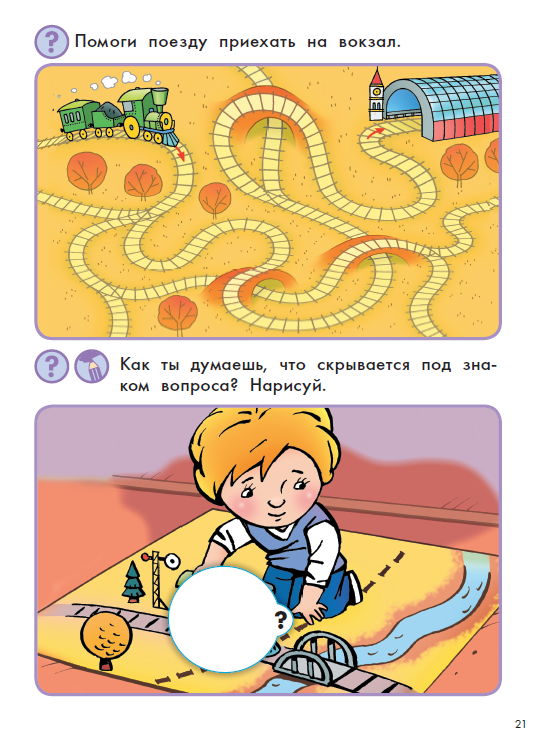 ?
Помоги поезду приехать на вокзал.
?
Как ты думаешь, что скрывается под зна-
ком вопроса? Нарисуй.
?
21